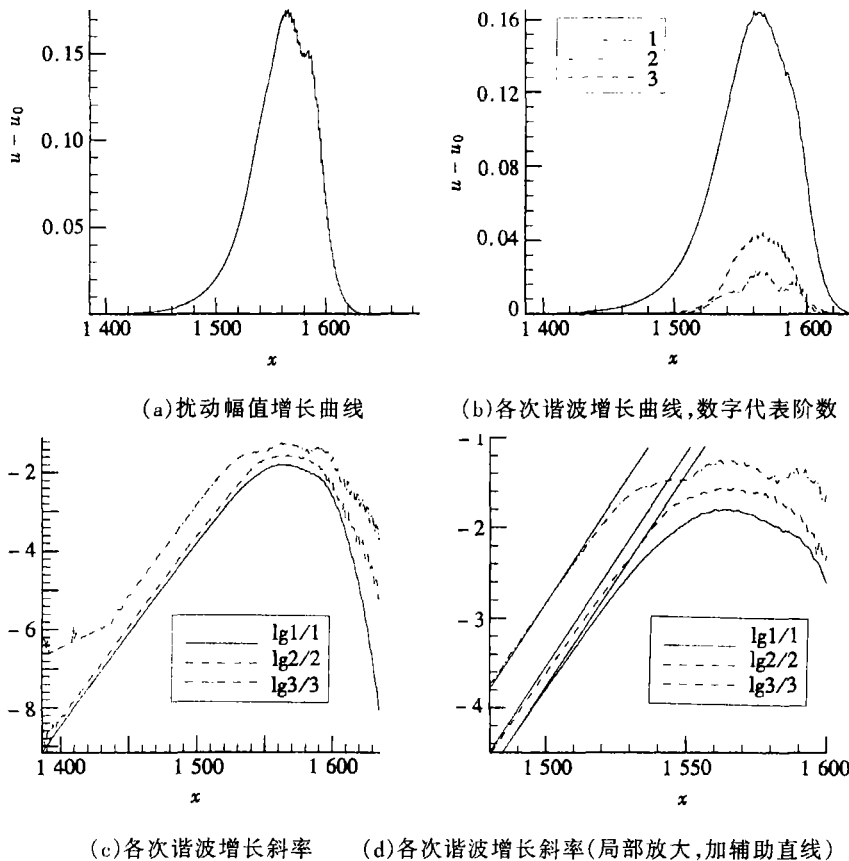 0.15
0.10
0.05
u - u0
1 400
1 500
1 600
x
(a)扰动幅值增长曲线
0.16
0.12
0.08
0.04
0
u - u0
1
2
3
1 400
1 500
1 600
x
(b)各次谐波增长曲线,数字代表阶数
-2
-4
-6
-8
lg1/1
lg2/2
lg3/3
1 400
1 500
1 600
x
(c)各次谐波增长斜率
-1
-2
-3
-4
lg1/1
lg2/2
lg3/3
1 500
1 550
1 600
x
(d)各次谐波增长斜率(局部放大,加辅助直线)